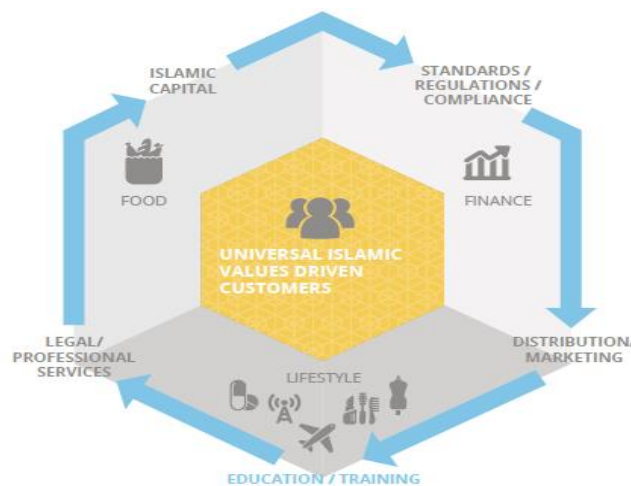 ISLAMIC
CAPITAL
STANDARDS /
REGULATIONS /
COMPLIANCE
FOOD
FINANCE
UNIVERSAL ISLAMIC
VALUES DRIVEN
CUSTOMERS
LEGAL/
PROFESSIONAL
SERVICES
DISTRIBUTION/
MARKETING
LIFESTYLE
EDUCATION / TRAINING